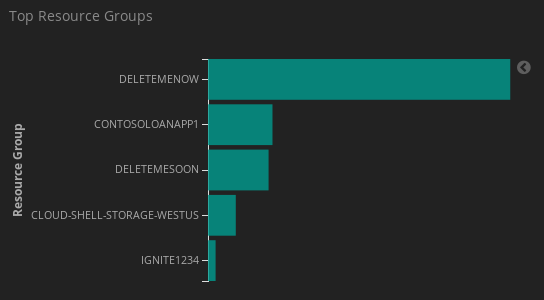 Top Resource Groups
DELETEMENOW
CONTOSOLOANAPP1
DELETEMESOON
CLOUD-SHELL-STORAGE-WESTUS
IGNITE1234
Resource Group